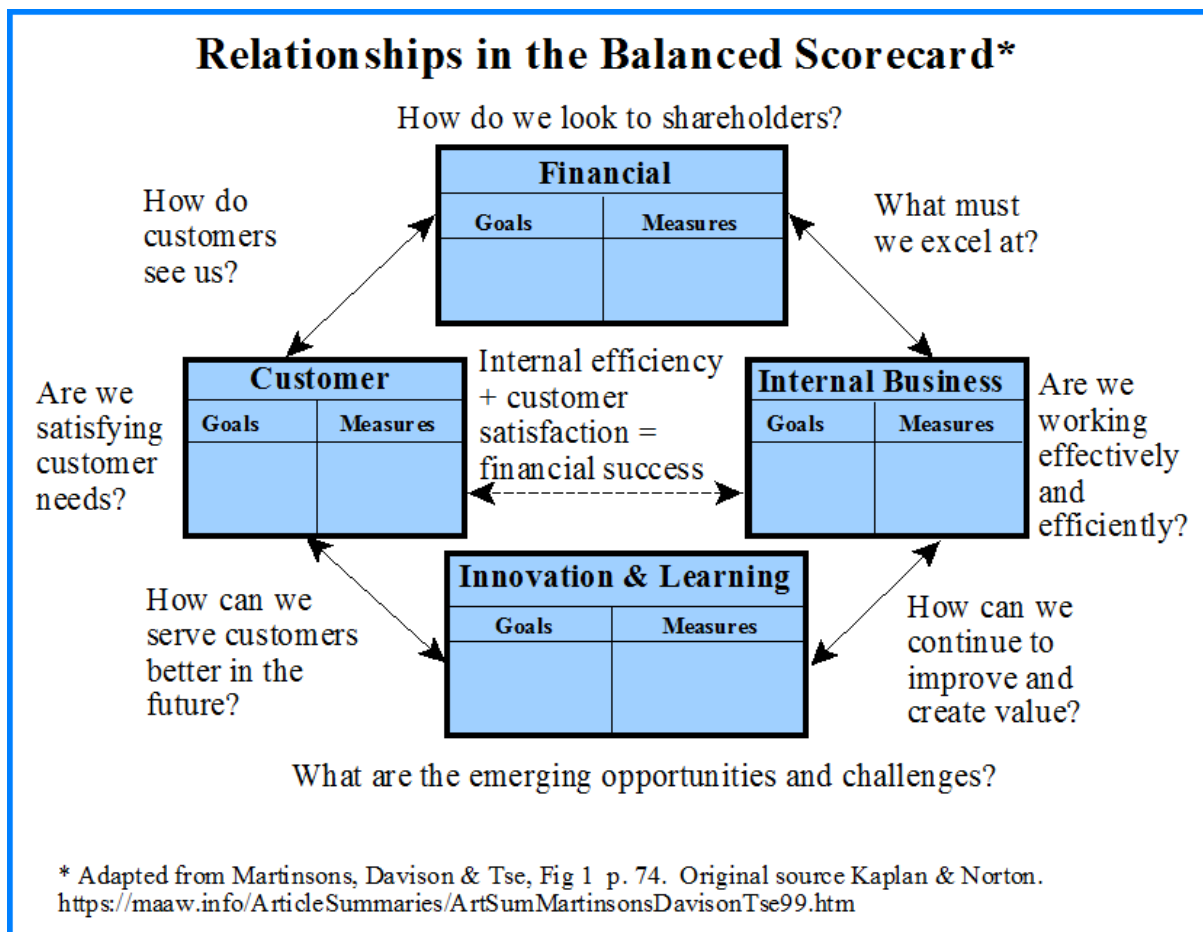 Relationships in the Balanced Scorecard*
How do we look to shareholders?
Financial
Goals Measures
How do
customers
see us?
What must
we excel at?
Customer
Goals Measures
Are we
satisfying
customer
needs?
Internal efficiency
+ customer
satisfaction =
financial success
Internal Business
Goals Measures
Are we
working
effectively
and
efficiently?
Innovation & Learning
Goals Measures
How can we
serve customers
better in the
future?
How can we
continue to
improve and
create value?
What are the emerging opportunities and challenges?
* Adapted from Martinsons, Davison & Tse, Fig 1 p. 74. Original source Kaplan & Norton.
https://maaw.info/ArticleSummaries/ArtSumMartinsonsDavisonTse99.htm